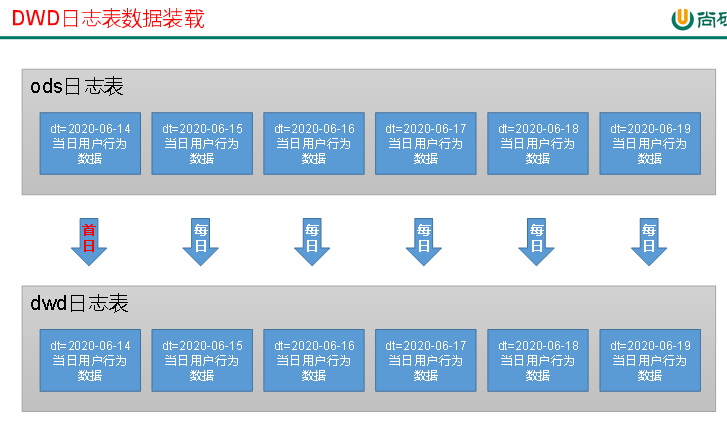 DWD日志表数据装载
尚
ods日志表
dt=2020-06-14
当日用户行为
数据
dt=2020-06-15
当日用户行为
数据
dt=2020-06-16
当日用户行为
数据
dt=2020-06-17
当日用户行为
数据
dt=2020-06-18
当日用户行为
数据
dt=2020-06-19
当日用户行为
数据
首
日
每
日
每
日
每
日
每
日
每
日
dwd日志表
dt=2020-06-14
当日用户行为
数据
dt=2020-06-15
当日用户行为
数据
dt=2020-06-16
当日用户行为
数据
dt=2020-06-17
当日用户行为
数据
dt=2020-06-18
当日用户行为
数据
dt=2020-06-19
当日用户行为
数据